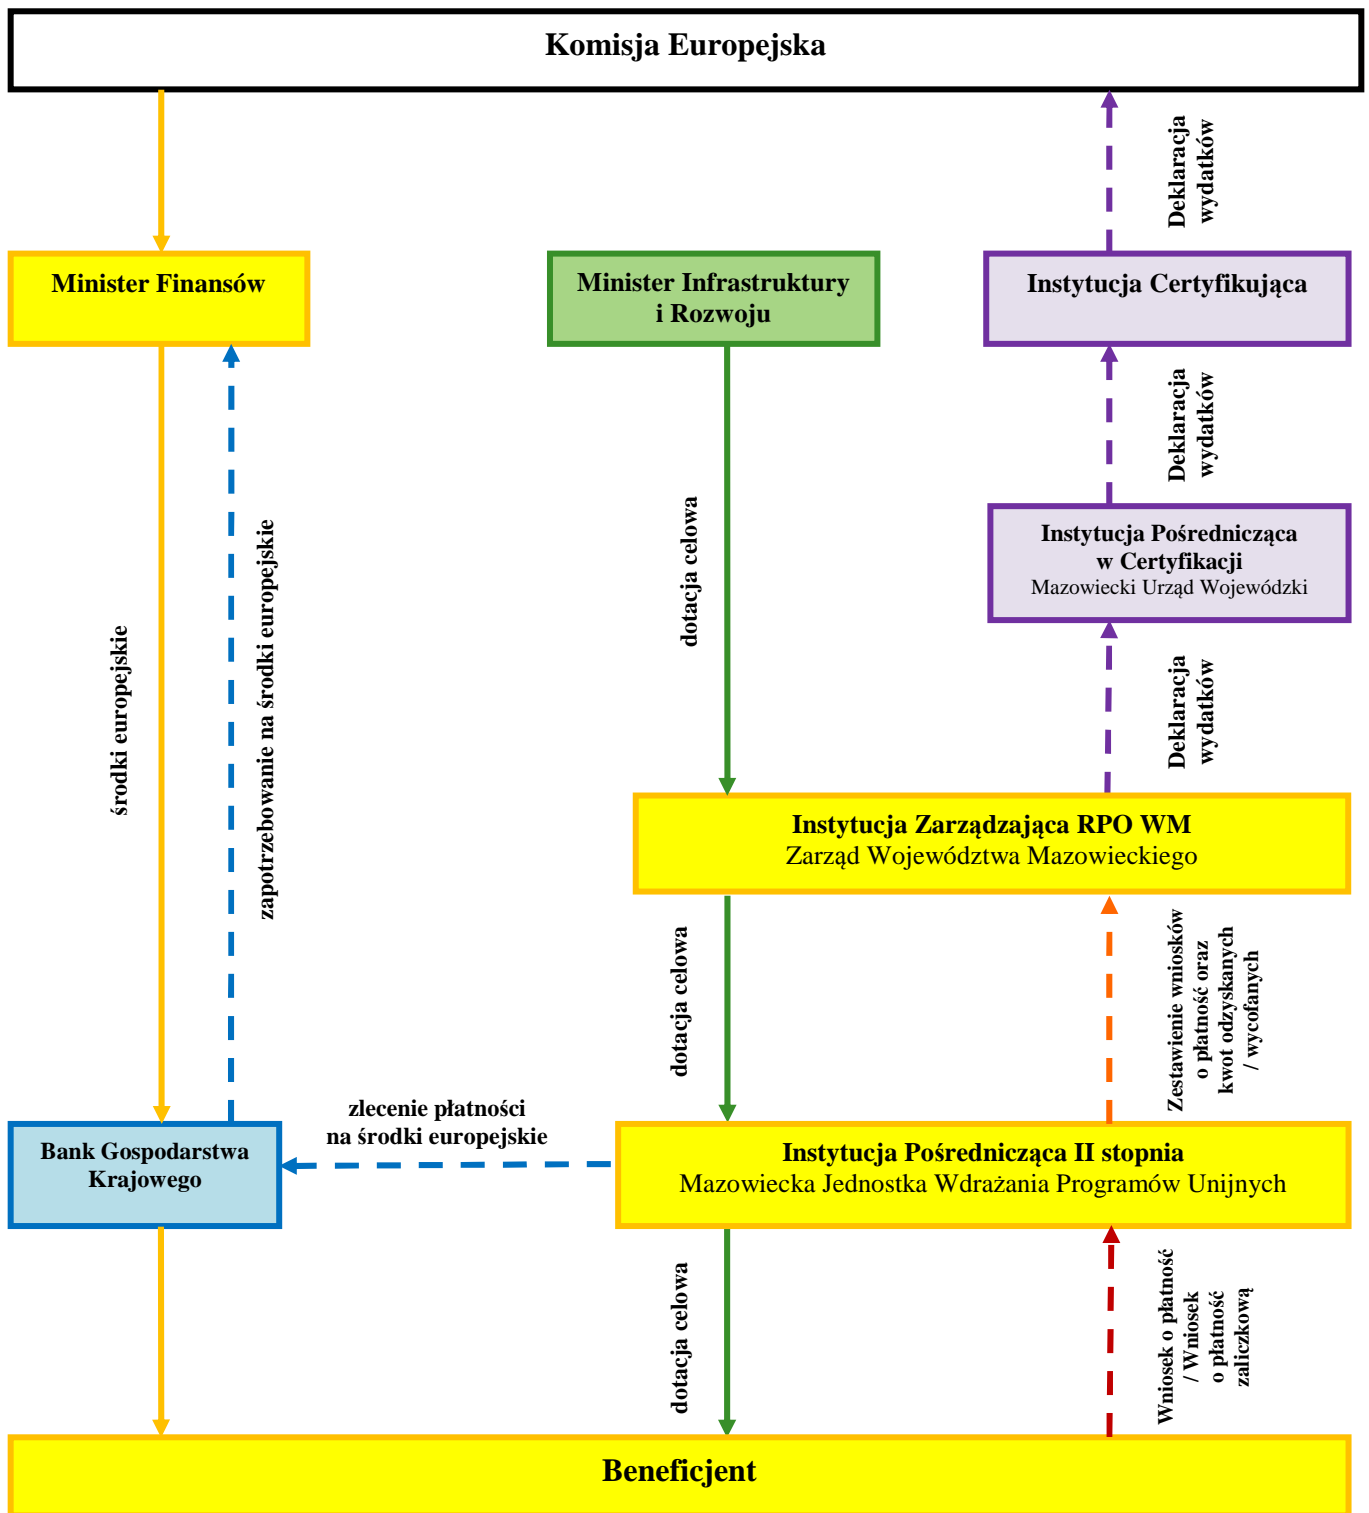 Komisja Europejska
Deklaracja
wydatków
Minister Finansów
Minister Infrastruktury
i Rozwoju
Instytucja Certyfikująca
Deklaracja
wydatków
Instytucja Pośrednicząca
w Certyfikacji
Mazowiecki Urząd Wojewódzki
środki europejskie
zapotrzebowanie na środki europejskie
dotacja celowa
Deklaracja
wydatków
Instytucja Zarządzająca RPO WM
Zarząd Województwa Mazowieckiego
dotacja celowa
Zestawienie wniosków
o płatność oraz
kwot odzyskanych
/ wycofanych
zlecenie płatności
na środki europejskie
Bank Gospodarstwa
Krajowego
Instytucja Pośrednicząca II stopnia
Mazowiecka Jednostka Wdrażania Programów Unijnych
dotacja celowa
Wniosek o płatność
/ Wniosek
o płatność
zaliczkową
Beneficjent